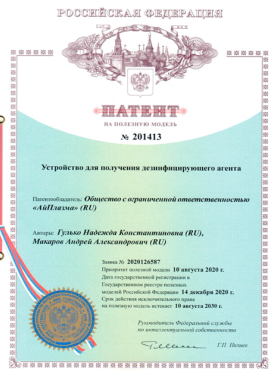 РОССИЙСКАЯ ФЕДЕРАЦИЯ
ПАТЕНТ
НА ПОЛЕЗНУЮ МОДЕЛЬ
№ 201413
Устройство для получения дезинфицирующего агента
Патентообладатель: Общество с ограниченной ответственностью
«АйПлазма» (RU)
Авторы: Гулько Надежда Константиновна (RU),
Макаров Андрей Александрович (RU)
Заявка № 2020126587
Приоритет полезной модели 10 августа 2020 г.
Дата государственной регистрации в
Государственном реестре полезных
моделей Российской Федерации 14 декабря 2020 г.
Срок действия исключительного права
на полезную модель истекает 10 августа 2030 г.
Руководитель Федеральной службы
по интеллектуальной собственности
Г.П. Ивлиев